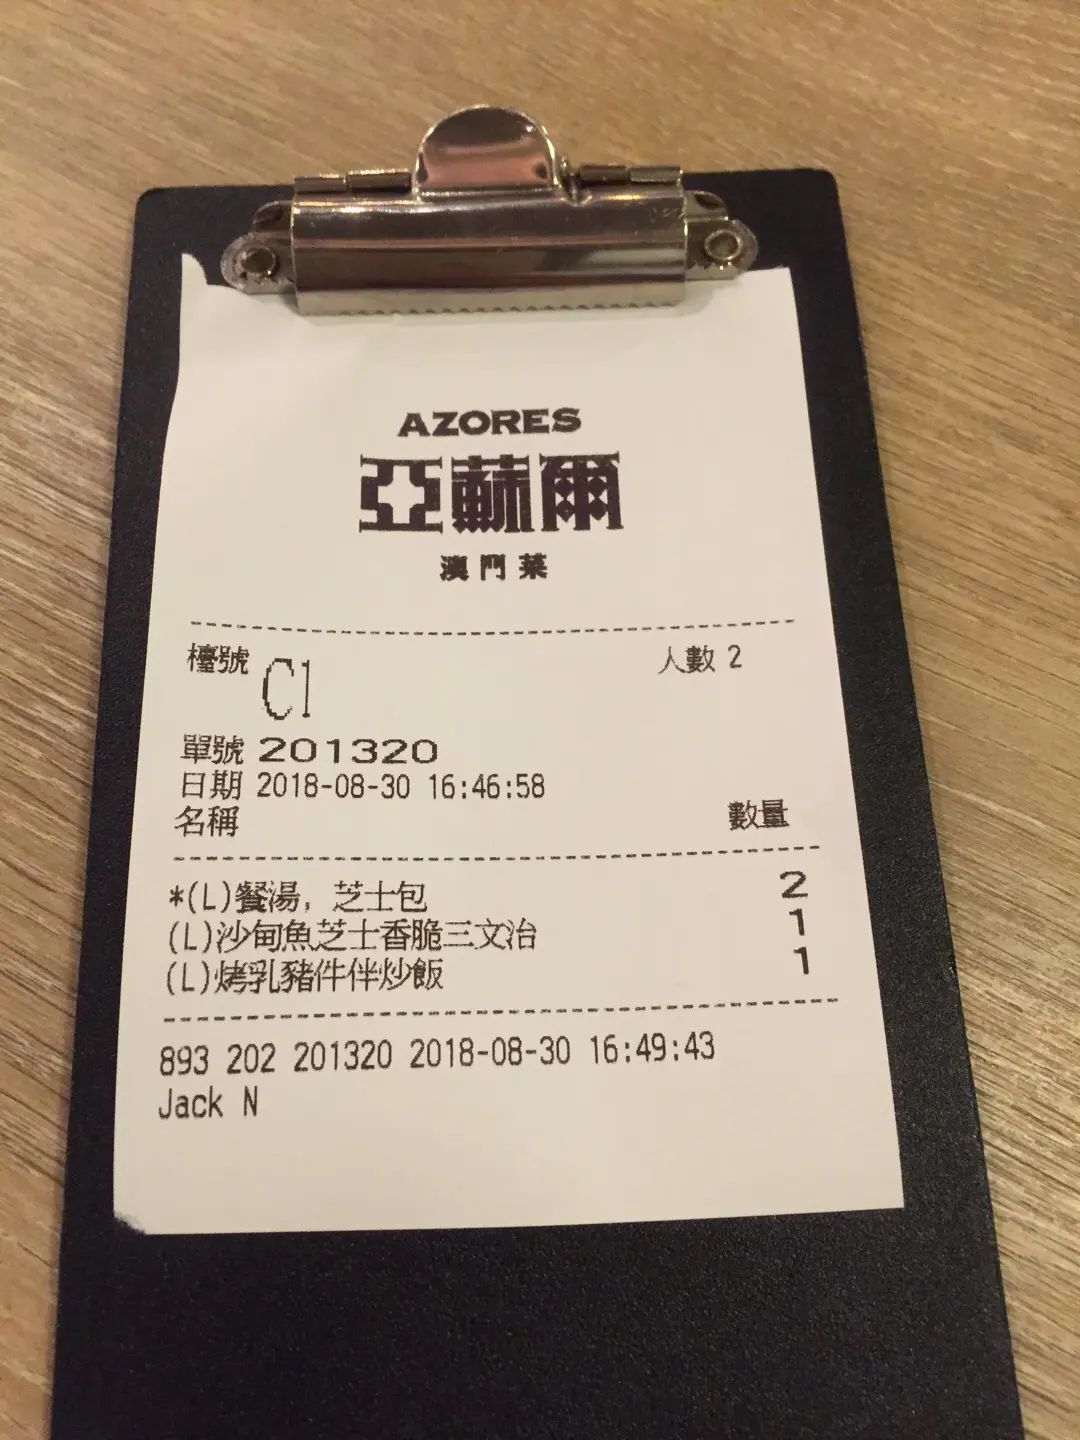 AZORES
亞蘇爾
澳門菜
檯號 C1 人數 2
單號 201320
日期 2018-08-30 16:46:58
名稱 數量
*(L)餐湯, 芝士包 2
(L)沙甸魚芝士香脆三文治 1
(L)烤乳豬件伴炒飯 1
893 202 201320 2018-08-30 16:49:43
Jack N